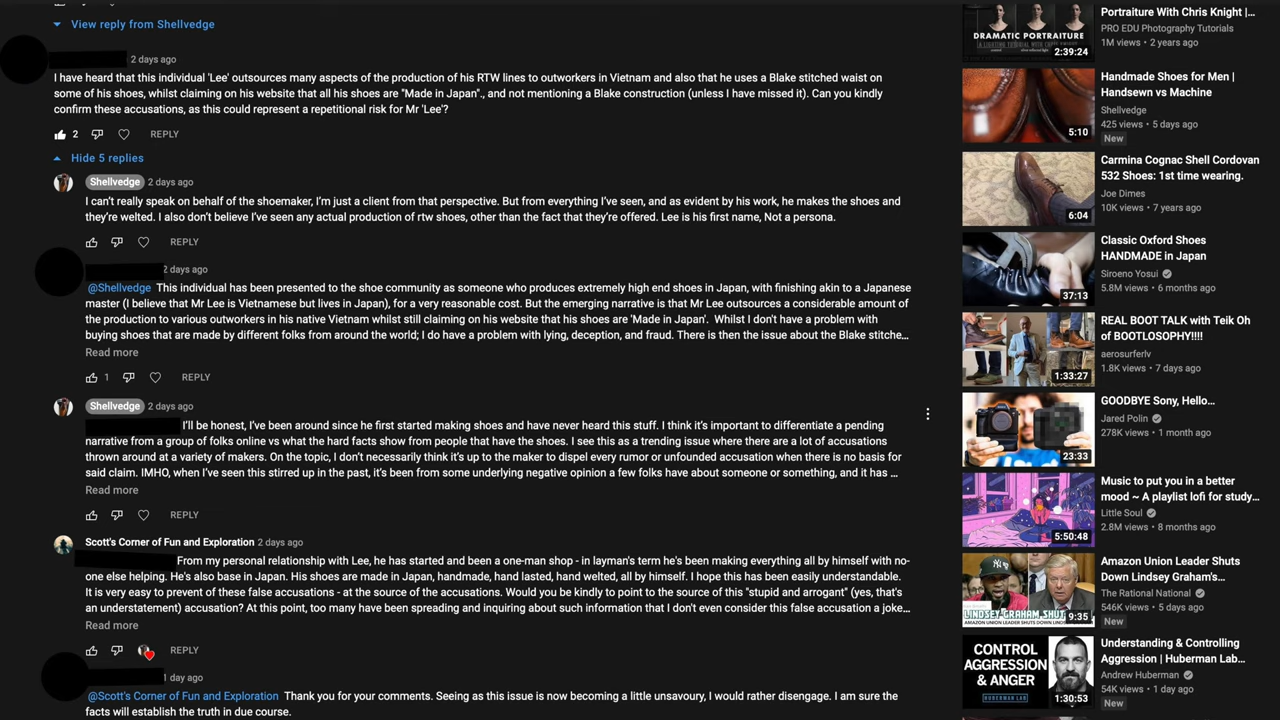 View reply from Shellvedge
2 days ago
I have heard that this individual 'Lee' outsources many aspects of the production of his RTW lines to outworkers in Vietnam and also that he uses a Blake stitched waist on
some of his shoes, whilst claiming on his website that all his shoes are "Made in Japan"., and not mentioning a Blake construction (unless I have missed it). Can you kindly
confirm these accusations, as this could represent a repetitional risk for Mr 'Lee'?
2
REPLY
Hide 5 replies
Shellvedge 2 days ago
I can't really speak on behalf of the shoemaker, I'm just a client from that perspective. But from everything I've seen, and as evident by his work, he makes the shoes and
they're welted. I also don't believe I've seen any actual production of rtw shoes, other than the fact that they're offered. Lee is his first name, Not a persona.
REPLY
2 days ago
@Shellvedge This individual has been presented to the shoe community as someone who produces extremely high end shoes in Japan, with finishing akin to a Japanese
master (I believe that Mr Lee is Vietnamese but lives in Japan), for a very reasonable cost. But the emerging narrative is that Mr Lee outsources a considerable amount of
the production to various outworkers in his native Vietnam whilst still claiming on his website that his shoes are 'Made in Japan'. Whilst I don't have a problem with
buying shoes that are made by different folks from around the world; I do have a problem with lying, deception, and fraud. There is then the issue about the Blake stitche...
Read more
1
REPLY
Shellvedge 2 days ago
I'll be honest, I've been around since he first started making shoes and have never heard this stuff. I think it's important to differentiate a pending
narrative from a group of folks online vs what the hard facts show from people that have the shoes. I see this as a trending issue where there are a lot of accusations
thrown around at a variety of makers. On the topic, I don't necessarily think it's up to the maker to dispel every rumor or unfounded accusation when there is no basis for
said claim. IMHO, when I've seen this stirred up in the past, it's been from some underlying negative opinion a few folks have about someone or something, and it has ...
Read more
REPLY
Scott's Corner of Fun and Exploration 2 days ago
From my personal relationship w Lee, he has started and been a one-man shop - in layman's term he's been making everything all by himself with no-
one else helping. He's also base in Japan. His shoes are made in Japan, handmade, hand lasted, hand welted, all by himself. I hope this has been easily understandable.
It is very easy to prevent of these false accusations - at the source of the accusations. Would you be kindly to point to the source of this "stupid and arrogant" (yes, that's
an understatement) accusation? At this point, too many have been spreading and inquiring about such information that I don't even consider this false accusation a joke...
Read more
REPLY
1 day ago
@Scott's Corner of Fun and Exploration Thank you for your comments. Seeing as this issue is now becoming a little unsavoury, I would rather disengage. I am sure the
facts will establish the truth in due course.
DRAMATIC PORTRAITURE
A LIGHTING TUTORIAL WITH CHRIS KNIGHT
2:39:24
Portraiture With Chris Knight |...
PRO EDU Photography Tutorials
1M views • 2 years ago
5:10
Handmade Shoes for Men |
Handsewn vs Machine
Shellvedge
425 views • 5 days ago
New
6:04
Carmina Cognac Shell Cordovan
532 Shoes: 1st time wearing.
Joe Dimes
10K views • 7 years ago
37:13
Classic Oxford Shoes
HANDMADE in Japan
Siroeno Yosui
5.8M views • 6 months ago
1:33:27
REAL BOOT TALK with Teik Oh
of BOOTLOSOPHY!!!!
aerosurferlv
1.8K views • 7 days ago
23:33
GOODBYE Sony, Hello...
Jared Polin
278K views • 1 month ago
5:50:48
Music to put you in a better
mood ~ A playlist lofi for study...
Little Soul
2.8M views • 8 months ago
LINDSEY GRAHAM SHUT
AMAZON UNION LEADER SHUTS DOWN
9:35
Amazon Union Leader Shuts
Down Lindsey Graham's...
The Rational National
546K views • 5 days ago
New
CONTROL
AGGRESSION
& ANGER
HUBERMAN LAB
1:30:53
Understanding & Controlling
Aggression | Huberman Lab...
Andrew Huberman
54K views • 1 day ago
New